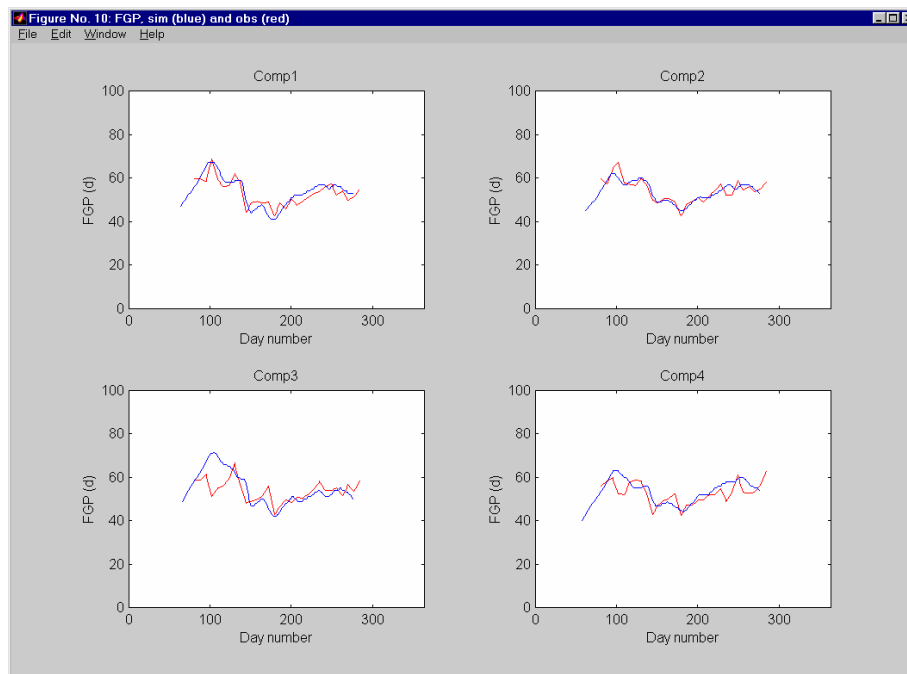 Figure No. 10: FGP, sim (blue) and obs (red)
File Edit Window Help
Comp1
100
80
60
40
20
0
FGP (d)
0 100 200 300
Day number
Comp2
100
80
60
40
20
0
FGP (d)
0 100 200 300
Day number
Comp3
100
80
60
40
20
0
FGP (d)
0 100 200 300
Day number
Comp4
100
80
60
40
20
0
FGP (d)
0 100 200 300
Day number